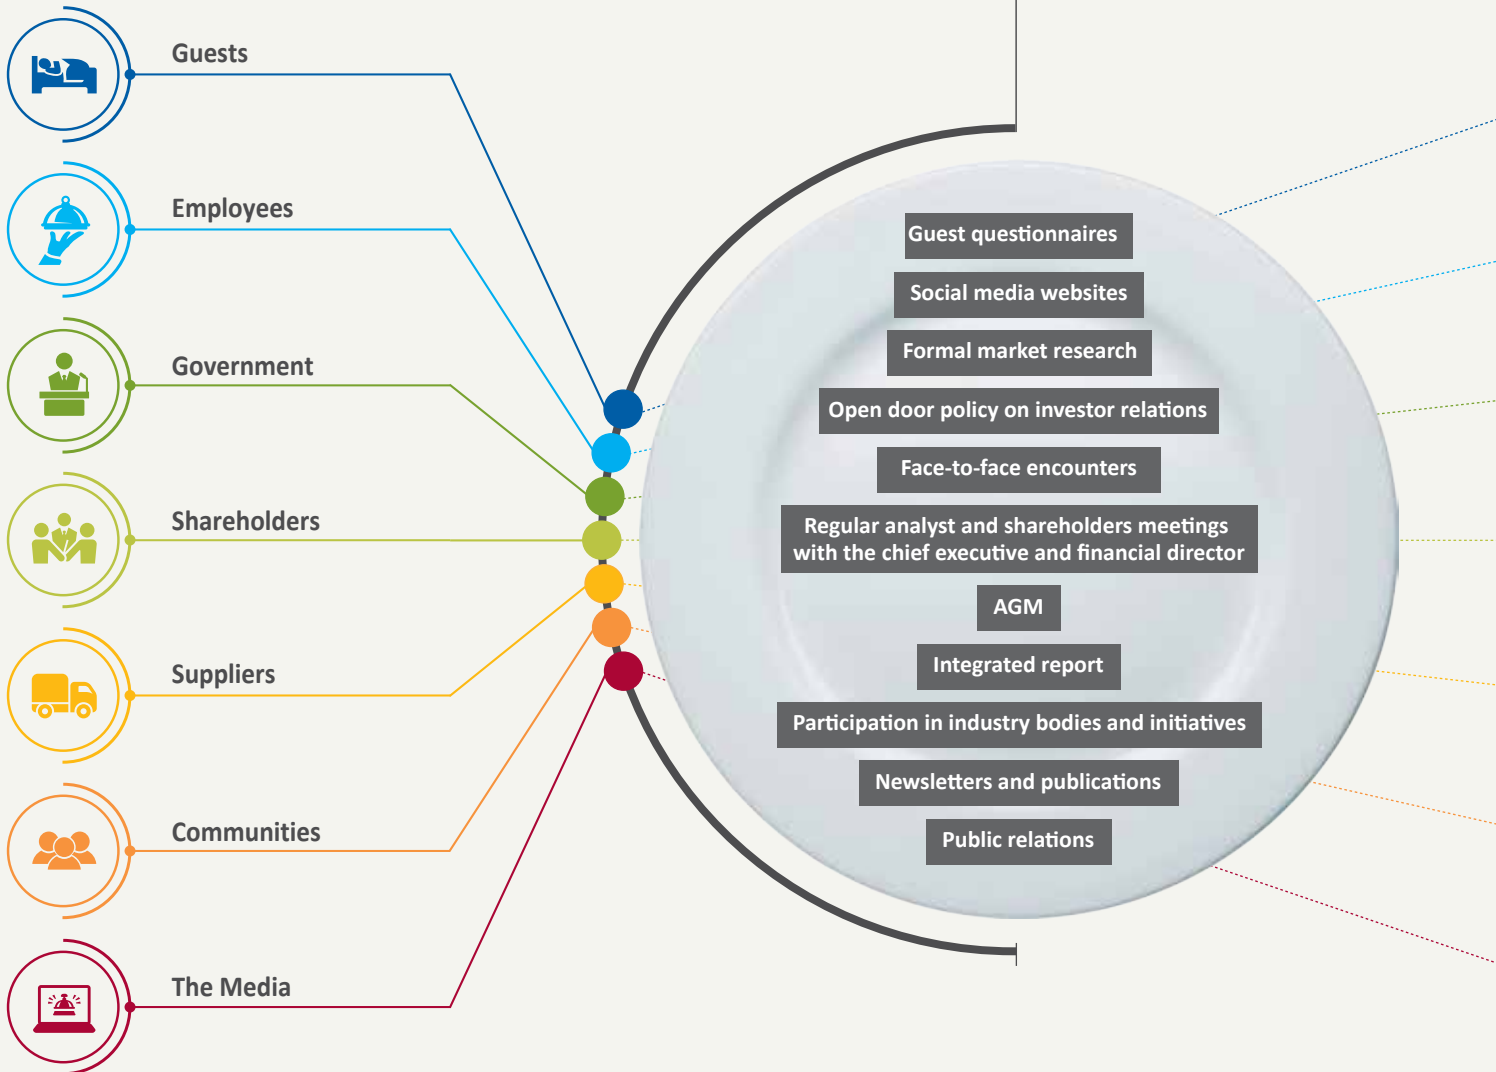 Guests
Employees
Government
Shareholders
Suppliers
Communities
The Media
Guest questionnaires
Social media websites
Formal market research
Open door policy on investor relations
Face-to-face encounters
Regular analyst and shareholders meetings
with the chief executive and financial director
AGM
Integrated report
Participation in industry bodies and initiatives
Newsletters and publications
Public relations